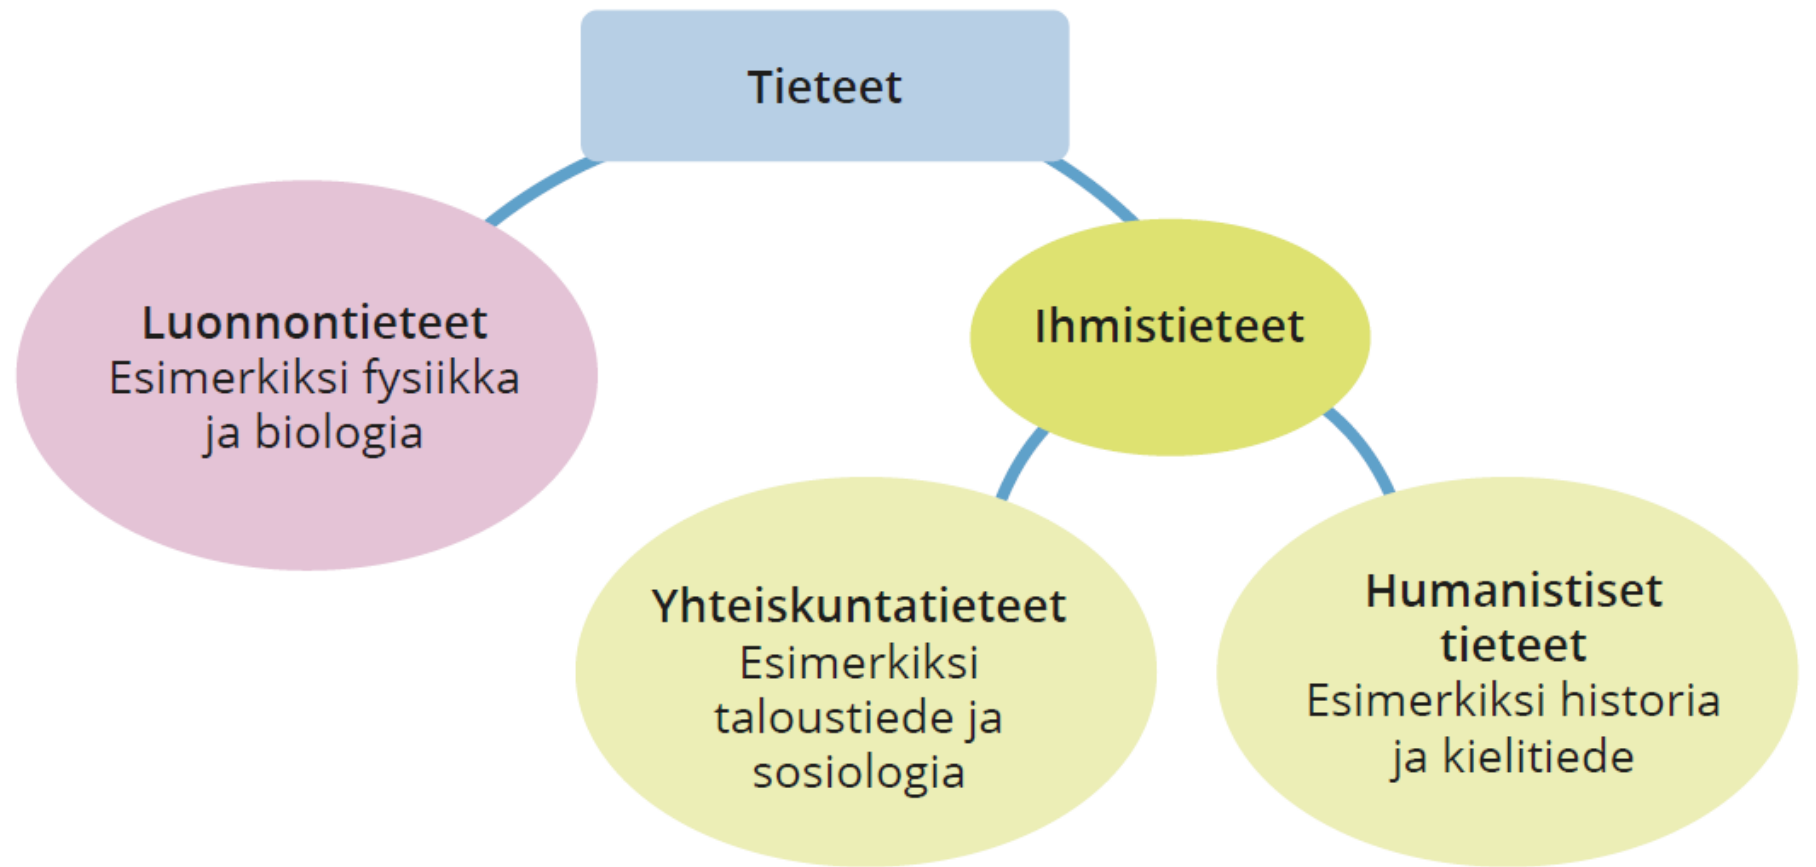 Tieteet
Luonnontieteet
Esimerkiksi fysiikka
ja biologia
Ihmistieteet
Yhteiskuntatieteet
Esimerkiksi
taloustiede ja
sosiologia
Humanistiset
tieteet
Esimerkiksi historia
ja kielitiede